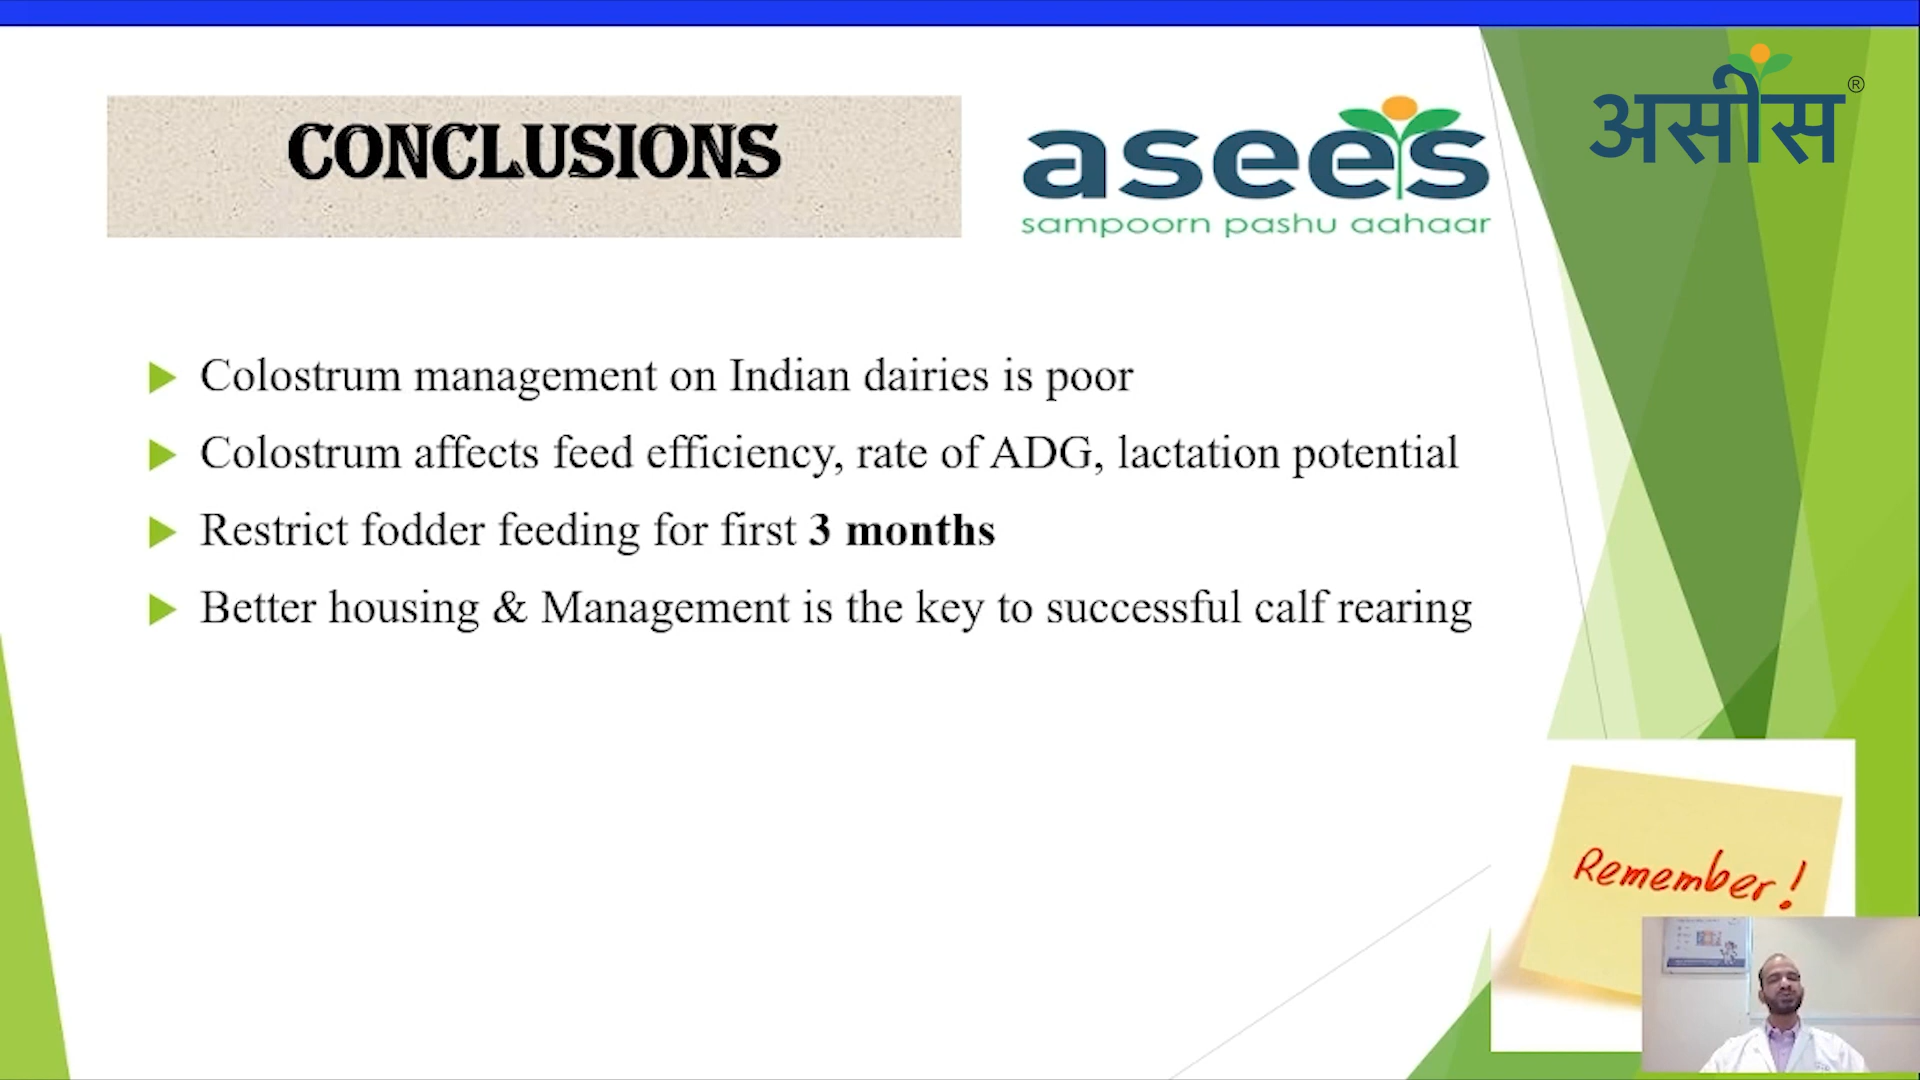 CONCLUSIONS
asees
sampoorn pashu aahaar
असीस®
Colostrum management on Indian dairies is poor
Colostrum affects feed efficiency, rate of ADG, lactation potential
Restrict fodder feeding for first 3 months
Better housing & Management is the key to successful calf rearing
Remember!